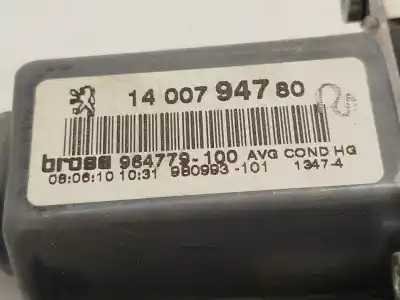 14 007 947 80
brose 964779-100 AVG COND HG
08:06:10 10:31 980993-101 1347-4